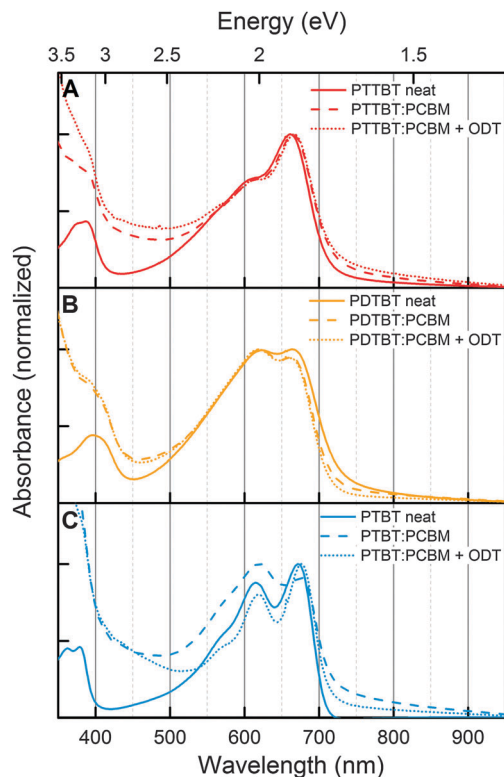 Energy (eV)
3.5 3 2.5 2 1.5
A
PTTBT neat
PTTBT:PCBM
PTTBT:PCBM + ODT
B
PDTBT neat
PDTBT:PCBM
PDTBT:PCBM + ODT
C
PTBT neat
PTBT:PCBM
PTBT:PCBM + ODT
Absorbance (normalized)
400 500 600 700 800 900
Wavelength (nm)